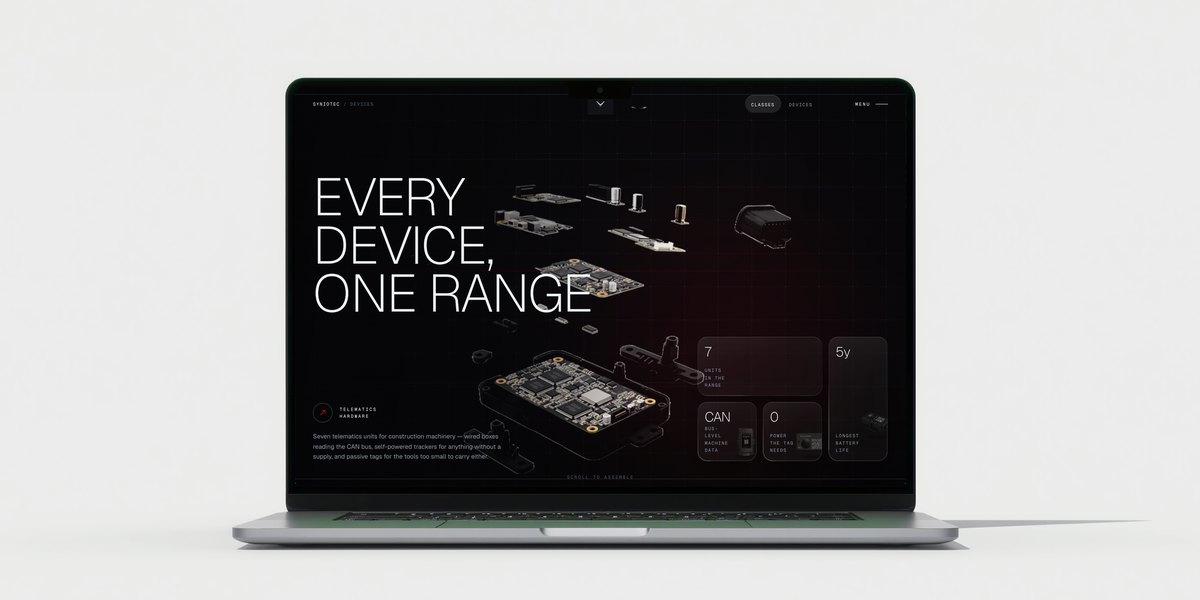 SYNIOTEC / DEVICES
CLASSES
DEVICES
MENU
EVERY
DEVICE,
ONE RANGE
TELEMATICS
HARDWARE
Seven telematics units for construction machinery — wired boxes
reading the CAN bus, self-powered trackers for anything without a
supply, and passive tags for the tools too small to carry either.
7
UNITS
IN THE
RANGE
5y
LONGEST
BATTERY
LIFE
CAN
BUS-
LEVEL
MACHINE
DATA
0
POWER
THE TAG
NEEDS
SCROLL TO ASSEMBLE